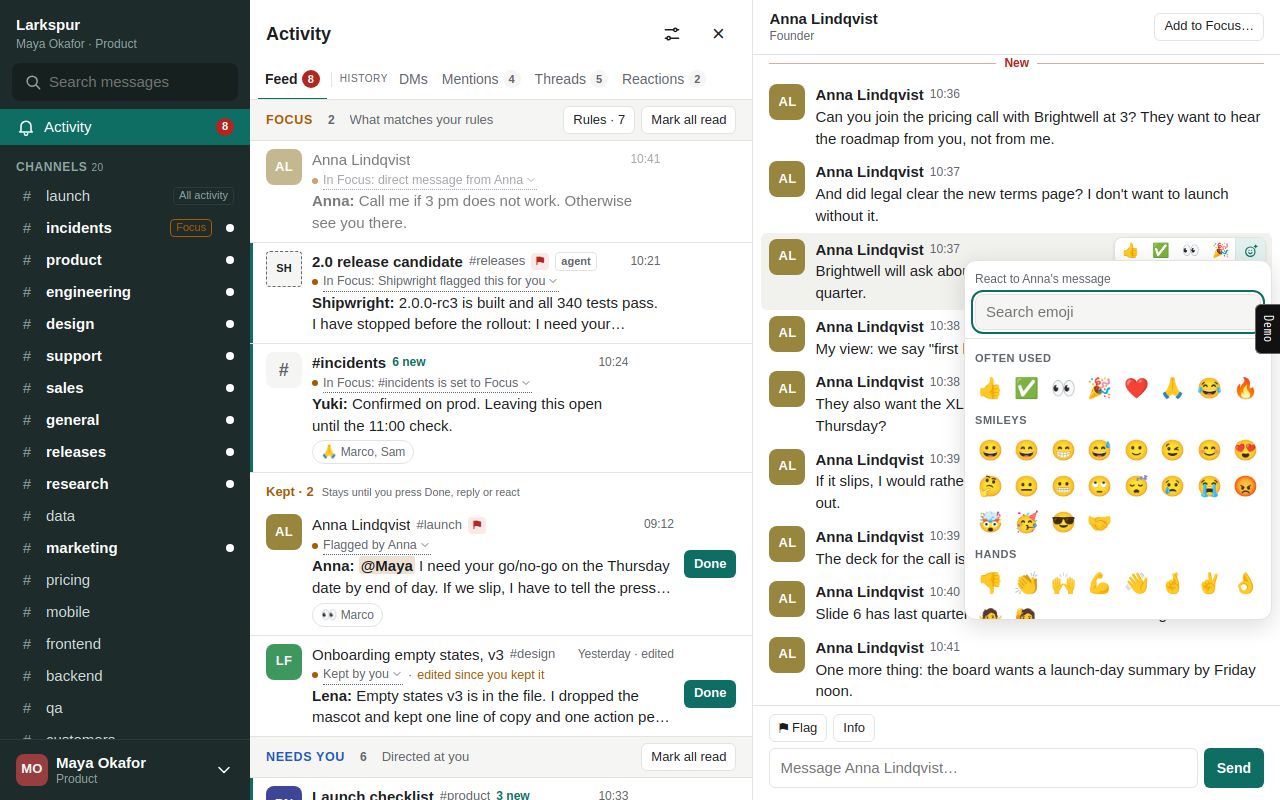 Larkspur
Maya Okafor · Product
Search messages
Activity 8
CHANNELS 20
# launch All activity
# incidents Focus
# product
# engineering
# design
# support
# sales
# general
# releases
# research
# data
# marketing
# pricing
# mobile
# frontend
# backend
# qa
MO Maya Okafor
Product
Activity
Feed 8 HISTORY DMs Mentions 4 Threads 5 Reactions 2
FOCUS 2 What matches your rules Rules · 7 Mark all read
AL Anna Lindqvist 10:41
In Focus: direct message from Anna
Anna: Call me if 3 pm does not work. Otherwise
see you there.
SH 2.0 release candidate #releases agent 10:21
In Focus: Shipwright flagged this for you
Shipwright: 2.0.0-rc3 is built and all 340 tests pass.
I have stopped before the rollout: I need your…
# #incidents 6 new 10:24
In Focus: #incidents is set to Focus
Yuki: Confirmed on prod. Leaving this open
until the 11:00 check.
🙏 Marco, Sam
Kept · 2 Stays until you press Done, reply or react
AL Anna Lindqvist #launch 09:12
Flagged by Anna
Anna: @Maya I need your go/no-go on the Thursday
date by end of day. If we slip, I have to tell the press…
👀 Marco
Done
LF Onboarding empty states, v3 #design Yesterday · edited
Kept by you · edited since you kept it
Lena: Empty states v3 is in the file. I dropped the
mascot and kept one line of copy and one action pe…
Done
NEEDS YOU 6 Directed at you Mark all read
Launch checklist #product 3 new 10:33
Anna Lindqvist
Founder
Add to Focus…
New
AL Anna Lindqvist 10:36
Can you join the pricing call with Brightwell at 3? They want to hear
the roadmap from you, not from me.
AL Anna Lindqvist 10:37
And did legal clear the new terms page? I don't want to launch
without it.
AL Anna Lindqvist 10:37
Brightwell will ask abou
quarter.
AL Anna Lindqvist 10:38
My view: we say "first
AL Anna Lindqvist 10:38
They also want the XL
Thursday?
AL Anna Lindqvist 10:39
If it slips, I would rathe
out.
AL Anna Lindqvist 10:39
The deck for the call is
AL Anna Lindqvist 10:40
Slide 6 has last quarter
AL Anna Lindqvist 10:41
One more thing: the board wants a launch-day summary by Friday
noon.
React to Anna's message
Search emoji
OFTEN USED
SMILEYS
HANDS
Demo
Flag Info
Message Anna Lindqvist…
Send